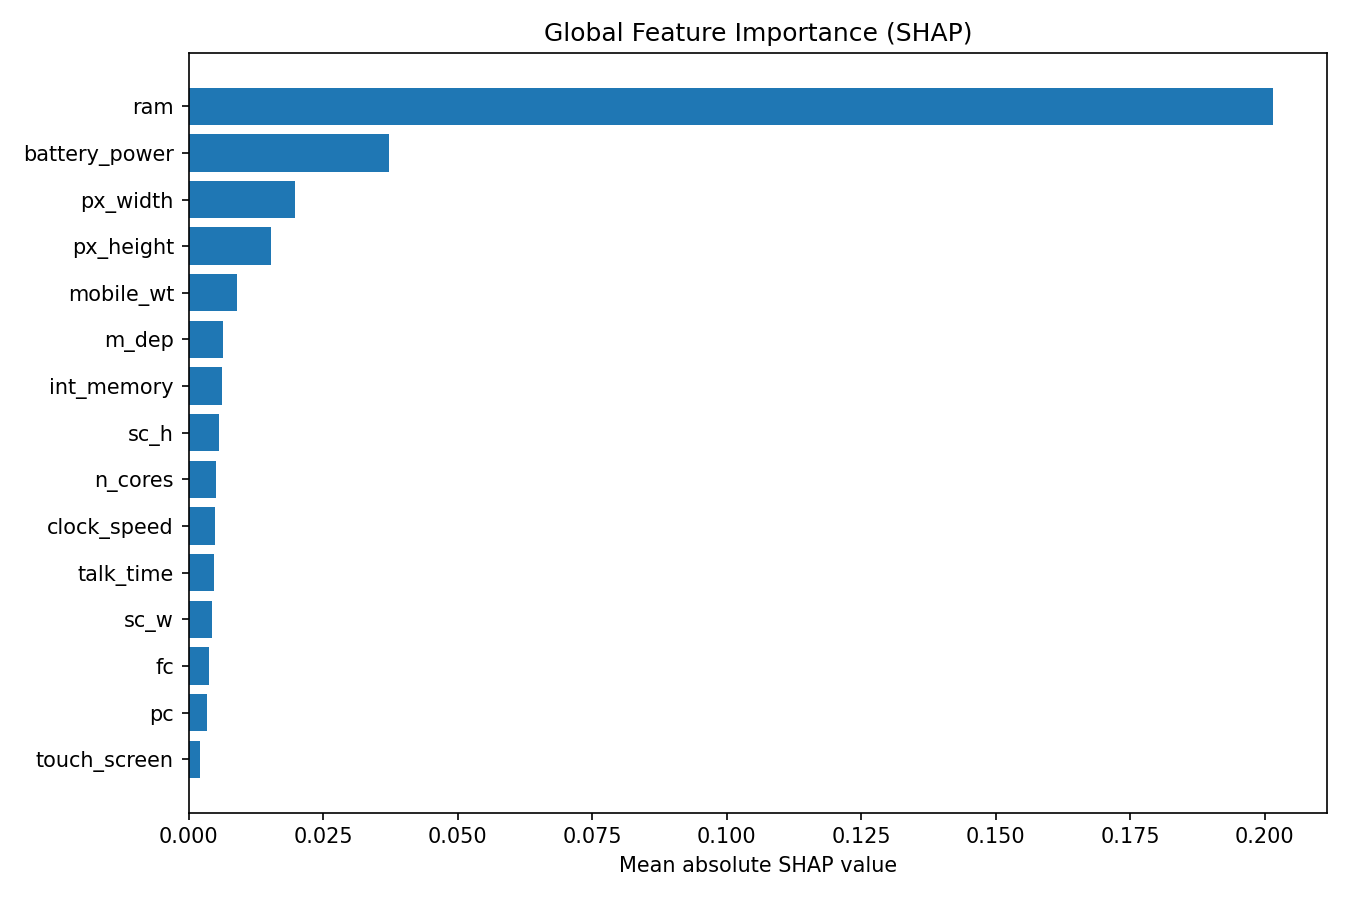 Global Feature Importance (SHAP)
ram
battery_power
px_width
px_height
mobile_wt
m_dep
int_memory
sc_h
n_cores
clock_speed
talk_time
sc_w
fc
pc
touch_screen
0.000 0.025 0.050 0.075 0.100 0.125 0.150 0.175 0.200
Mean absolute SHAP value